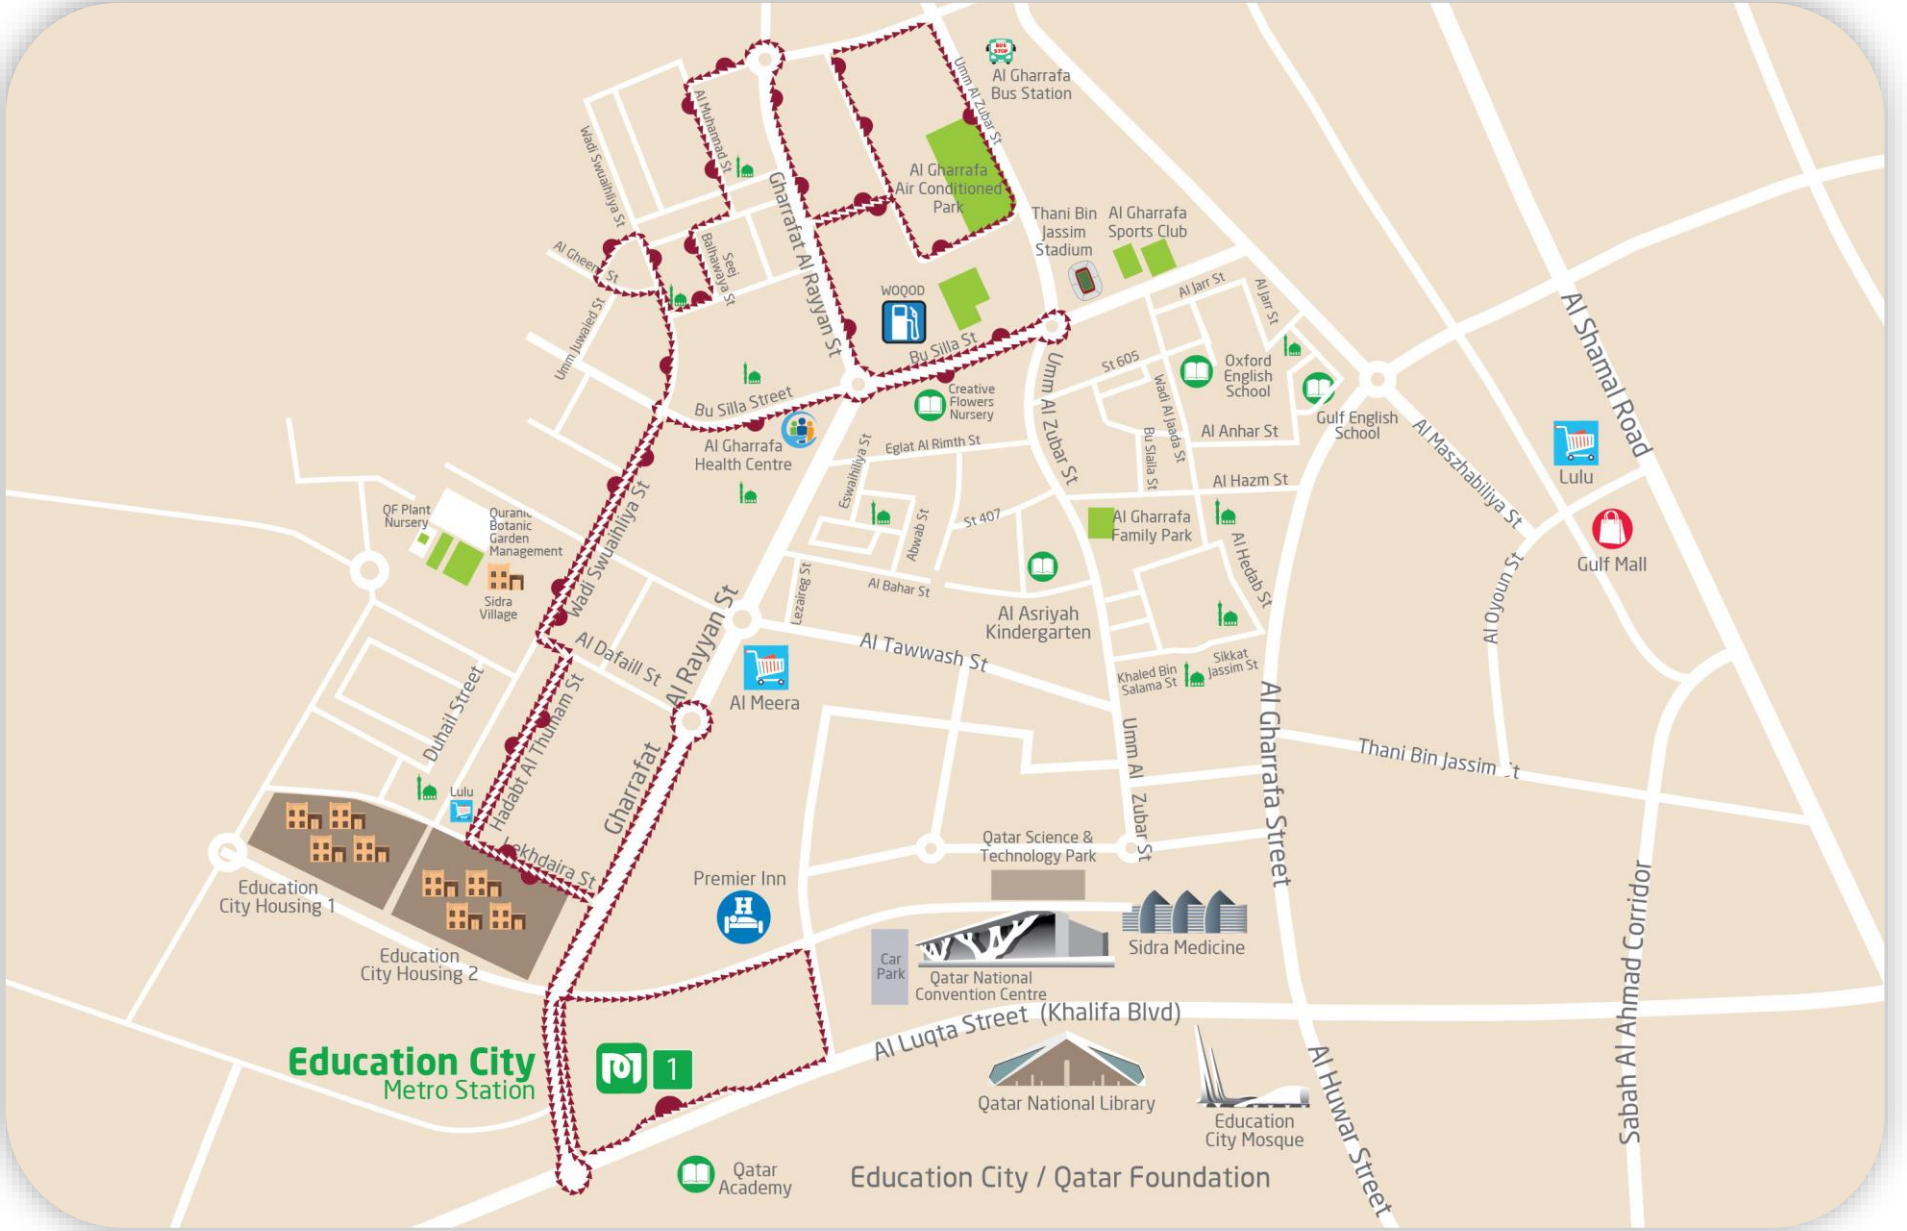 BUS
STOP
Al Gharrafa
Bus Station
Umm Al Zubar St
Al Muhannad St
Wadi Swuaihliya St
Gharrafat Al Rayyan St
Al Gharrafa
Air Conditioned
Park
Thani Bin
Jassim
Stadium
Al Gharrafa
Sports Club
Al Gheen St
Seej
Balhawaya St
Umm Juwaled St
WOQOD
Bu Silla St
Al Jarr St
Al Jarr St
St 605
Oxford
English
School
Gulf English
School
Al Shamal Road
Bu Silla Street
Creative
Flowers
Nursery
Umm Al Zubar St
Wadi Al Jaada St
Bu Slaila St
Al Anhar St
Al Maszhabiliya St
Lulu
Al Gharrafa
Health Centre
Eswaihiliya St
Eglat Al Rimth St
Al Hazm St
QF Plant
Nursery
Quranic
Botanic
Garden
Management
Wadi Swuaihliya St
Abwab St
St 407
Al Gharrafa
Family Park
Gulf Mall
Sidra
Village
Lezaireg St
Al Bahar St
Al Hedab St
Al Oyoun St
Al Asriyah
Kindergarten
Al Dafaill St
Al Rayyan St
Al Tawwash St
Khaled Bin
Salama St
Sikkat
Jassim St
Al Meera
Duhail Street
Hadabt Al Thumam St
Gharrafat
Umm Al Zubar St
Al Gharrafa Street
Thani Bin Jassim St
Lulu
Lekhdaira St
Qatar Science &
Technology Park
Education
City Housing 1
Premier Inn
H
Education
City Housing 2
Car
Park
Qatar National
Convention Centre
Sidra Medicine
Sabah Al Ahmad Corridor
Al Luqta Street (Khalifa Blvd)
Education City
Metro Station
1
Qatar National Library
Education
City Mosque
Al Huwar Street
Qatar
Academy
Education City / Qatar Foundation